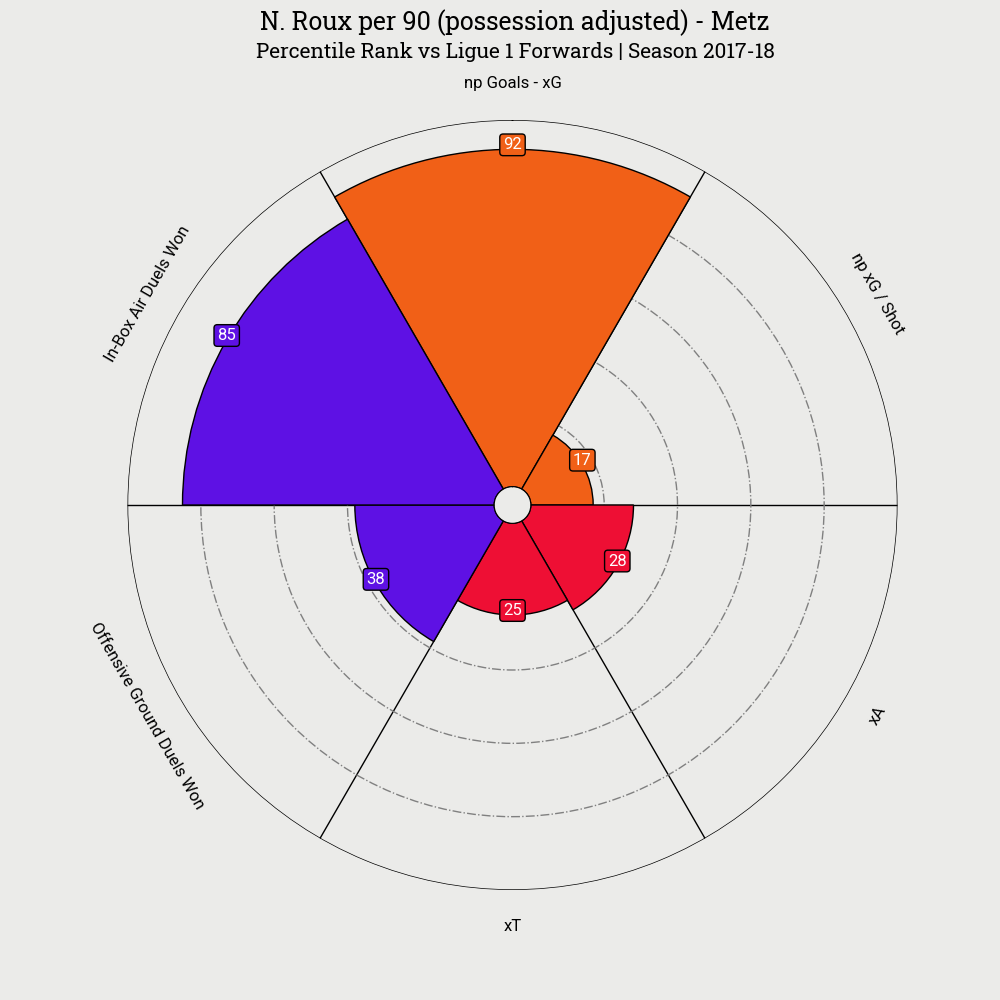 N. Roux per 90 (possession adjusted) - Metz
Percentile Rank vs Ligue 1 Forwards | Season 2017-18
np Goals - xG
92
np xG / Shot
17
In-Box Air Duels Won
85
28
xA
25
xT
38
Offensive Ground Duels Won